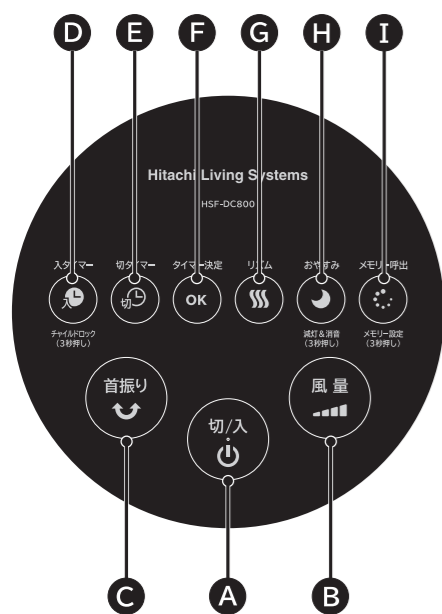 D E F G H I
Hitachi Living Systems
HSF-DC800
入タイマー 切タイマー タイマー決定 リズム おやすみ メモリー呼出
入 切 OK
チャイルドロック 減灯&消音 メモリー設定
(3秒押し) (3秒押し) (3秒押し)
首振り 風量
切/入
C A B